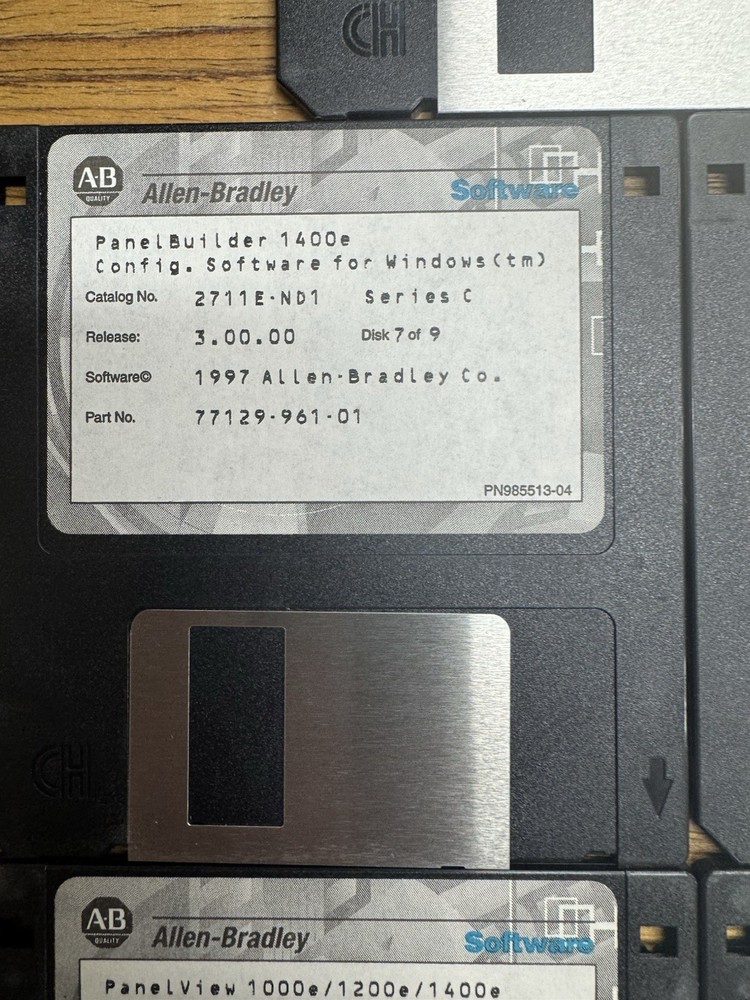 CH
A·B
QUALITY
Allen-Bradley
Software
PanelBuilder 1400e
Config. Software for Windows(tm)
Catalog No. 2711E-ND1 Series C
Release: 3.00.00 Disk 7 of 9
Software© 1997 Allen-Bradley Co.
Part No. 77129-961-01
PN985513-04
CH
A·B
QUALITY
Allen-Bradley
Software
PanelView 1000e/1200e/1400e